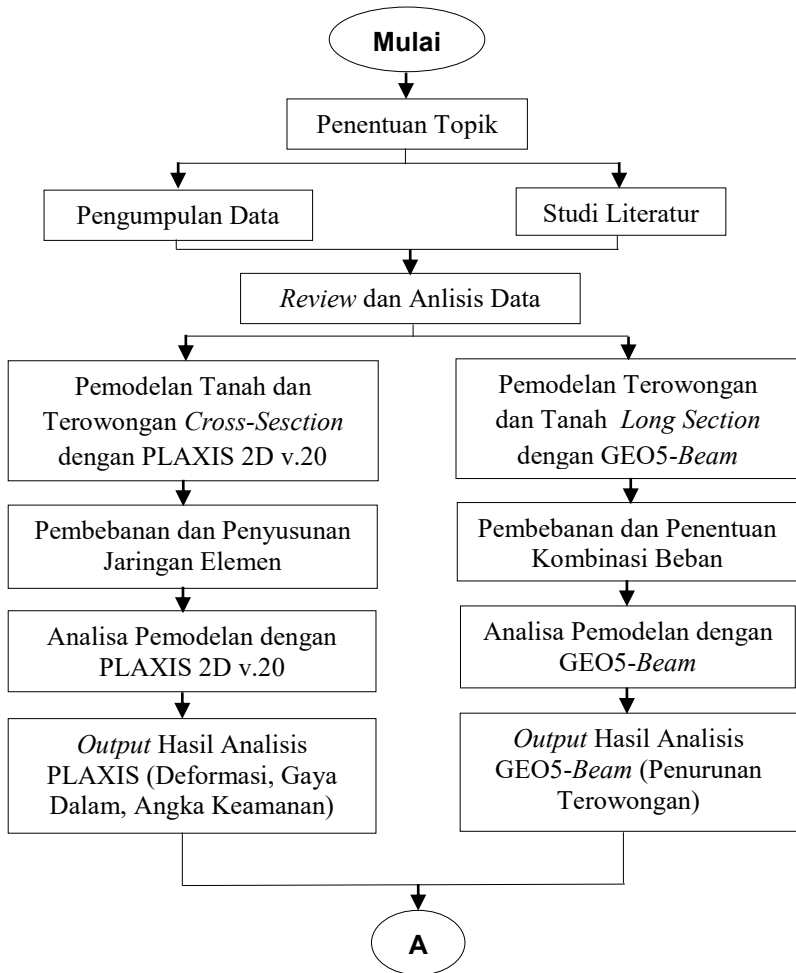 Mulai
Penentuan Topik
Pengumpulan Data
Studi Literatur
Review dan Anlisis Data
Pemodelan Tanah dan
Terowongan Cross-Sesction
dengan PLAXIS 2D v.20
Pemodelan Terowongan
dan Tanah Long Section
dengan GEO5-Beam
Pembebanan dan Penyusunan
Jaringan Elemen
Pembebanan dan Penentuan
Kombinasi Beban
Analisa Pemodelan dengan
PLAXIS 2D v.20
Analisa Pemodelan dengan
GEO5-Beam
Output Hasil Analisis
PLAXIS (Deformasi, Gaya
Dalam, Angka Keamanan)
Output Hasil Analisis
GEO5-Beam (Penurunan
Terowongan)
A